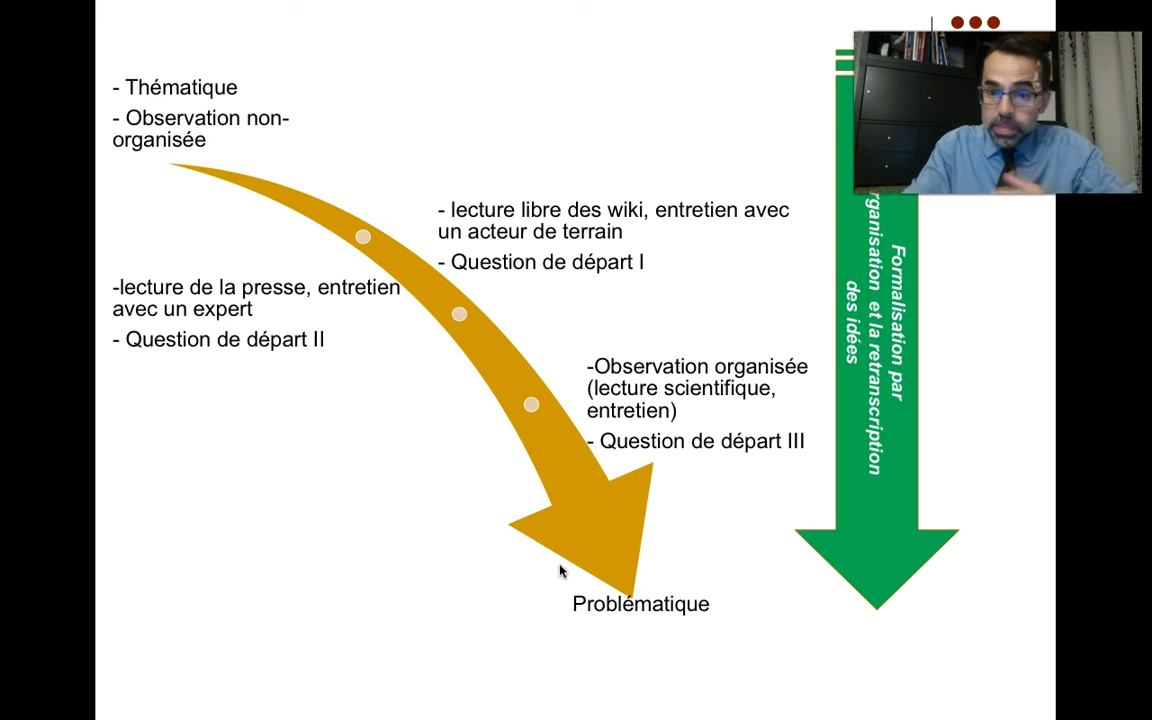 - Thématique
- Observation non-
organisée
- lecture libre des wiki, entretien avec
un acteur de terrain
- Question de départ I
-lecture de la presse, entretien
avec un expert
- Question de départ II
-Observation organisée
(lecture scientifique,
entretien)
- Question de départ III
Problématique
Formalisation par
rganisation et la retranscription
des idées